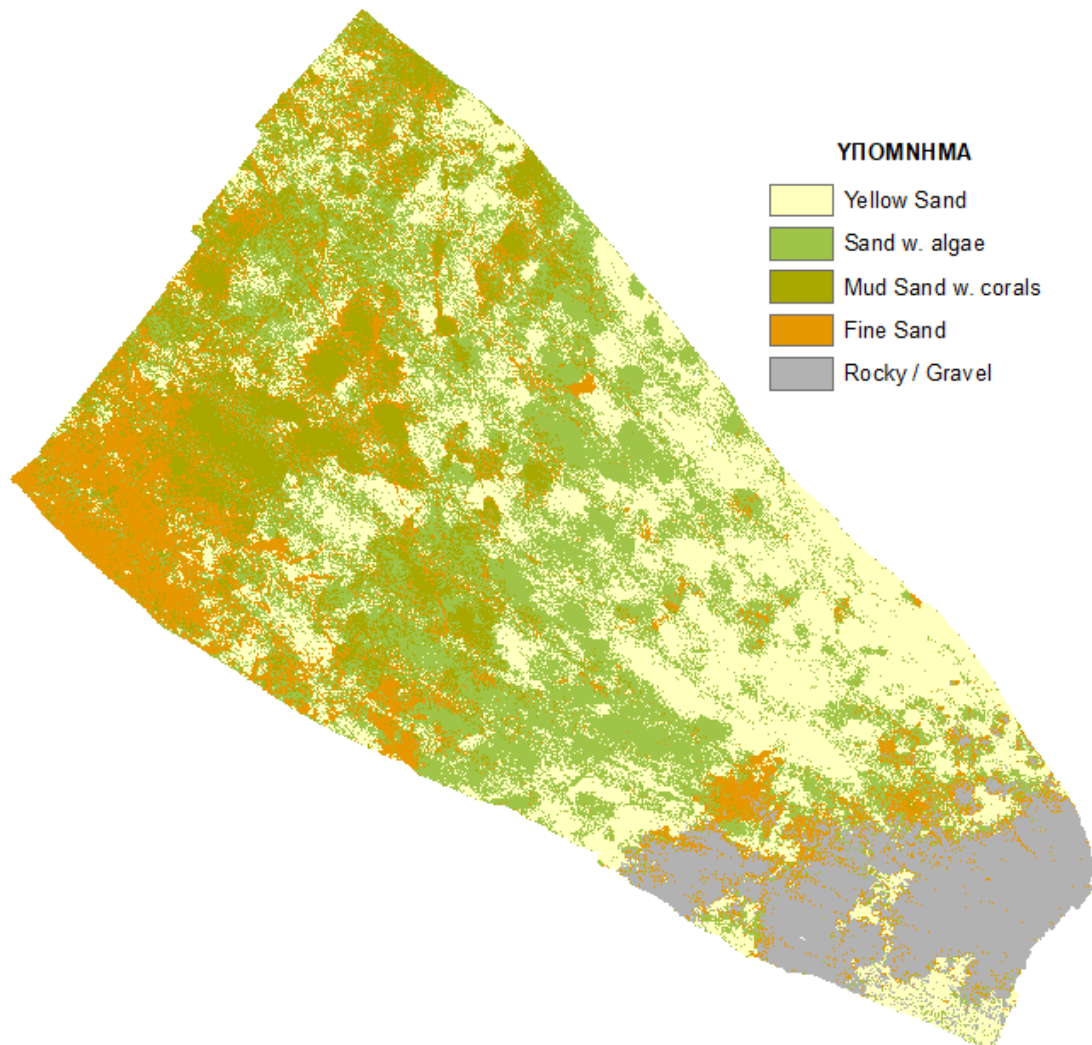 ΥΠΟΜΝΗΜΑ
Yellow Sand
Sand w. algae
Mud Sand w. corals
Fine Sand
Rocky / Gravel